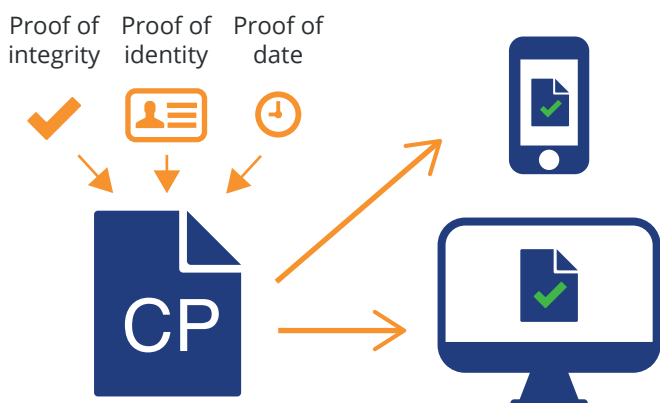 Proof of integrity
Proof of identity
Proof of date
CP